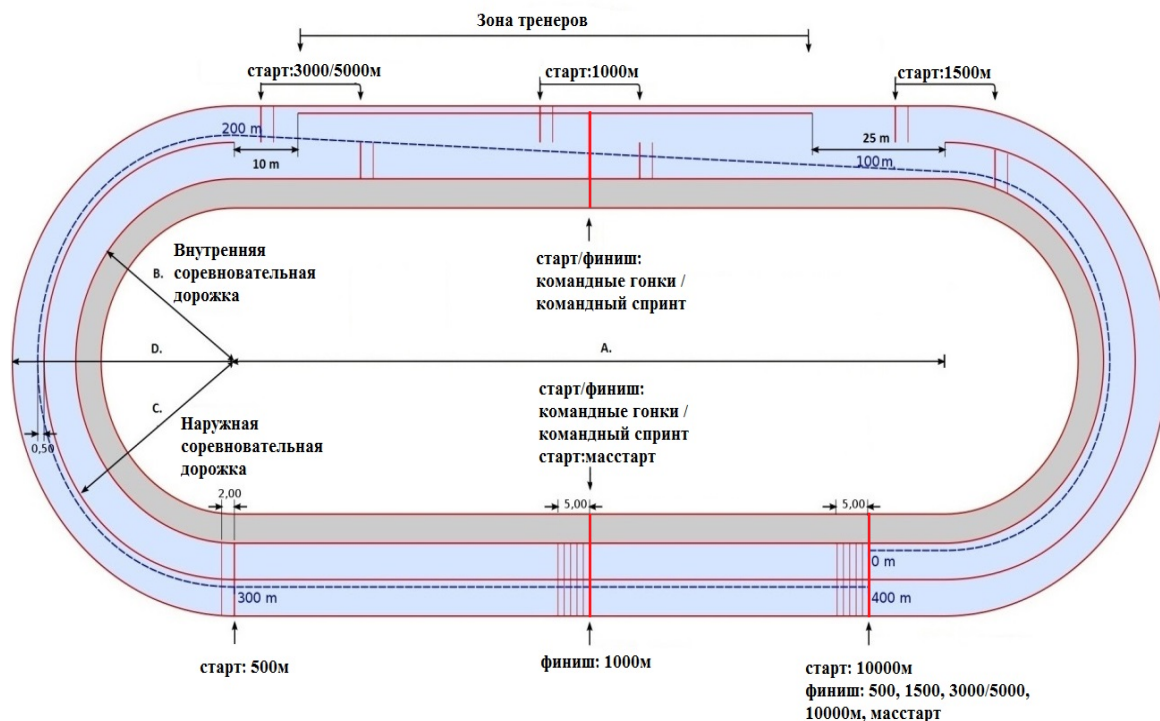 Зона тренеров
старт:3000/5000м
старт:1000м
старт:1500м
200 m
10 m
25 m
100m
Внутренняя
соревновательная
дорожка
B.
старт/финиш:
командные гонки /
командный спринт
D.
A.
C.
старт/финиш:
командные гонки /
командный спринт
старт:масстарт
Наружная
соревновательная
дорожка
0,50
2,00
5,00
5,00
0 m
300 m
400 m
старт: 500м
финиш: 1000м
старт: 10000м
финиш: 500, 1500, 3000/5000,
10000м, масстарт